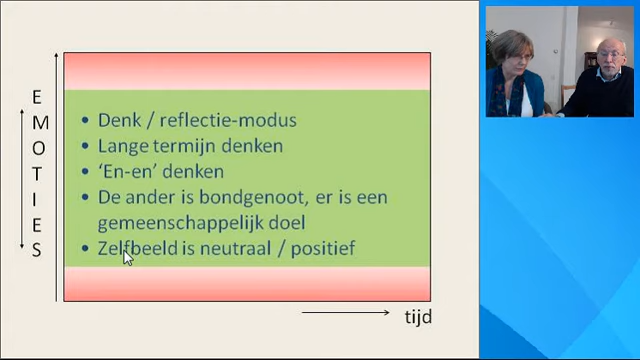 EMOTIES
• Denk / reflectie-modus
• Lange termijn denken
• ‘En-en’ denken
• De ander is bondgenoot, er is een
gemeenschappelijk doel
• Zelfbeeld is neutraal / positief
tijd